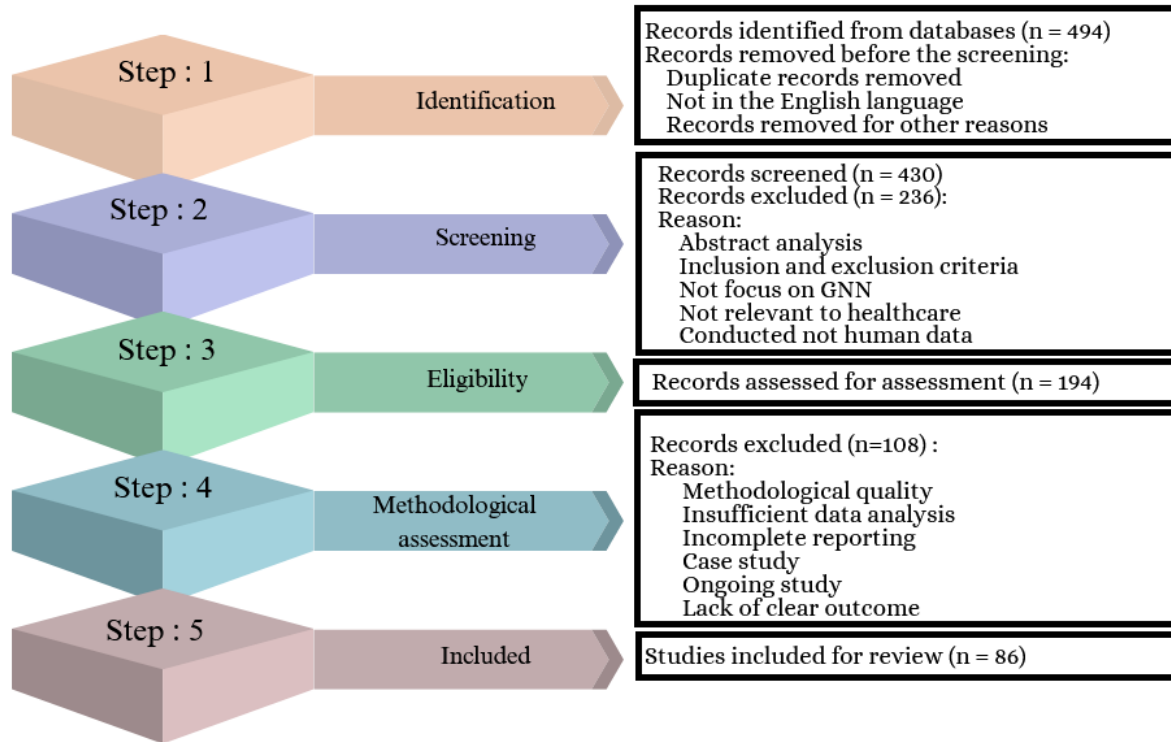 Step : 1
Identification
Records identified from databases (n = 494)
Records removed before the screening:
Duplicate records removed
Not in the English language
Records removed for other reasons
Step : 2
Screening
Records screened (n = 430)
Records excluded (n = 236):
Reason:
Abstract analysis
Inclusion and exclusion criteria
Not focus on GNN
Not relevant to healthcare
Conducted not human data
Step : 3
Eligibility
Records assessed for assessment (n = 194)
Step : 4
Methodological
assessment
Records excluded (n=108) :
Reason:
Methodological quality
Insufficient data analysis
Incomplete reporting
Case study
Ongoing study
Lack of clear outcome
Step : 5
Included
Studies included for review (n = 86)